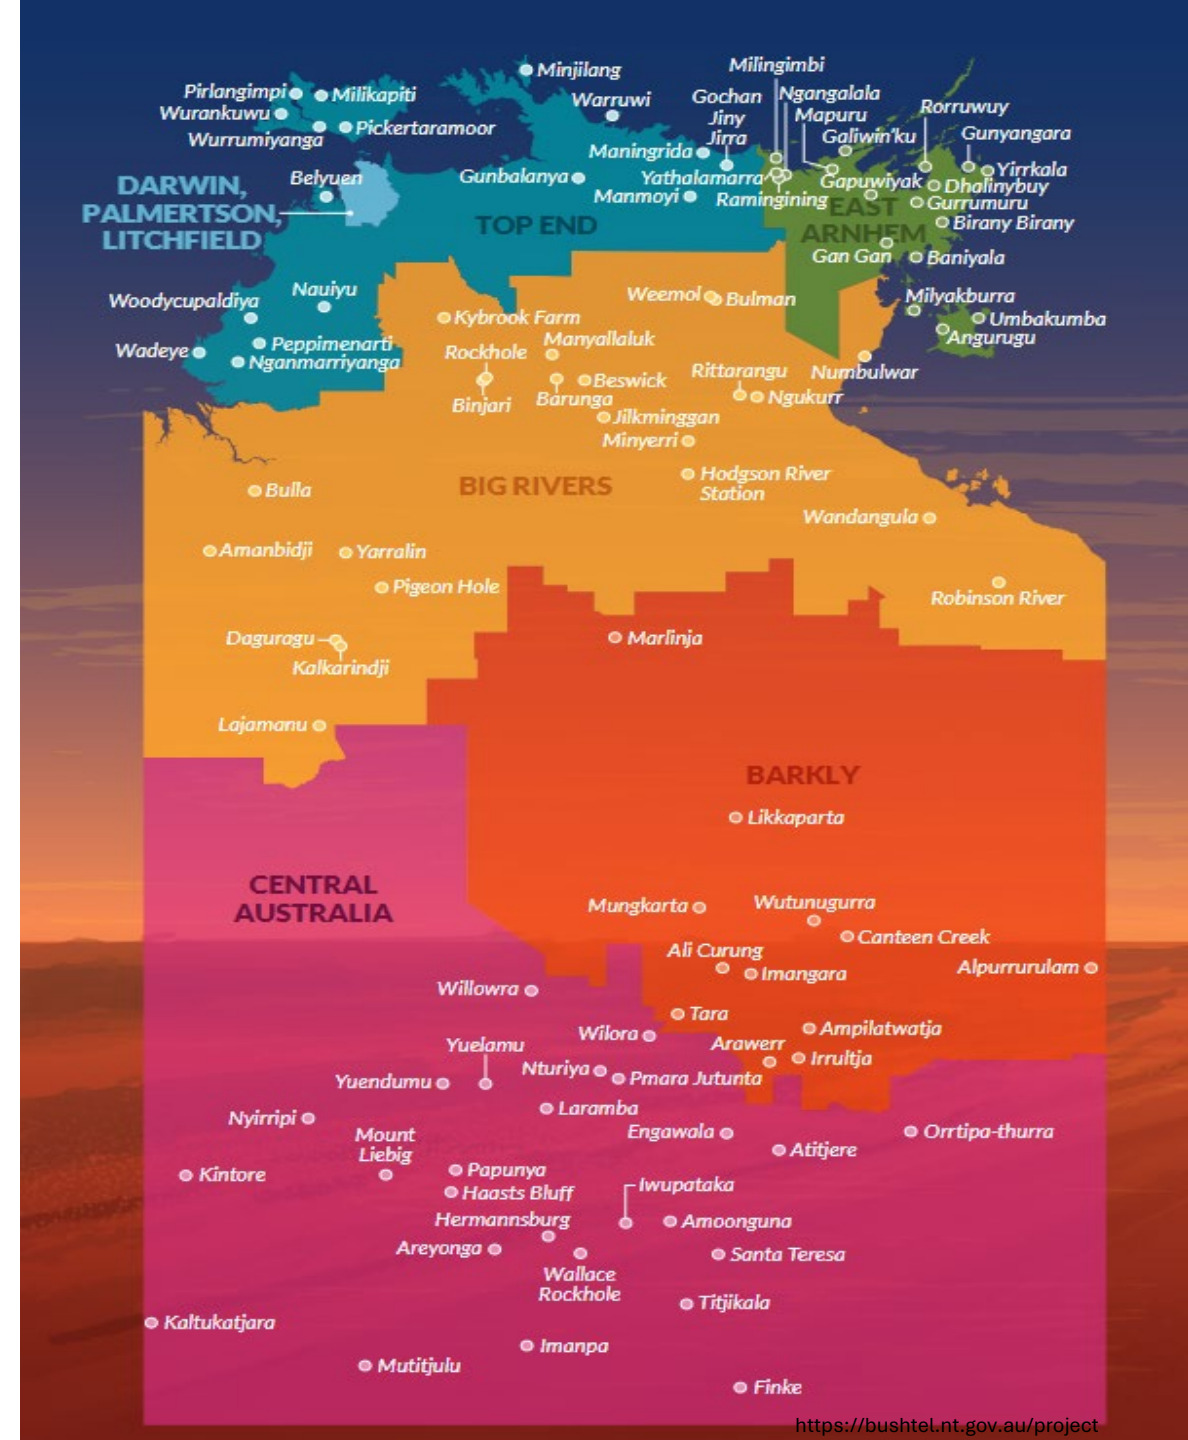 Minjilang
Milingimbi
Pirlangimpi
Milikapiti
Warruwi
Gochan
Jiny
Jirra
Ngangalala
Mapuru
Rorruwuy
Wurankuwu
Pickertaramoor
Wurrumiyanga
Galiwin'ku
Gunyangara
Maningrida
Yirrkala
Belyuen
Gunbalanya
Yathalamarra
Gapuwiyak
Dhalinybuy
DARWIN,
PALMERTSON,
LITCHFIELD
Manmoyi
Ramingining
Gurrumuru
TOP END
EAST
ARNHEM
Birany Birany
Gan Gan
Baniyala
Woodycupaldiya
Nauiyu
Weemol
Bulman
Milyakburra
Kybrook Farm
Umbakumba
Angurugu
Wadeye
Peppimenarti
Nganmarriyanga
Rockhole
Manyallaluk
Rittarangu
Numbulwar
Beswick
Binjari
Barunga
Ngukurr
Jilkminggan
Minyerri
BIG RIVERS
Hodgson River
Station
Bulla
Wandangula
Amanbidji
Yarralin
Pigeon Hole
Robinson River
Daguragu
Kalkarindji
Marlinja
Lajamanu
BARKLY
Likkaparta
CENTRAL
AUSTRALIA
Mungkarta
Wutunugurra
Canteen Creek
Ali Curung
Imangara
Alpurrurulam
Willowra
Tara
Wilora
Ampilatwatja
Yuelamu
Arawerr
Irrultja
Yuendumu
Nturiya
Pmara Jutunta
Nyirripi
Laramba
Mount
Liebig
Engawala
Orrtipa-thurra
Atitjere
Kintore
Papunya
Haasts Bluff
Iwupataka
Hermannsburg
Amoonguna
Areyonga
Santa Teresa
Wallace
Rockhole
Titjikala
Kaltukatjara
Imanpa
Mutitjulu
Finke
https://bushtel.nt.gov.au/project